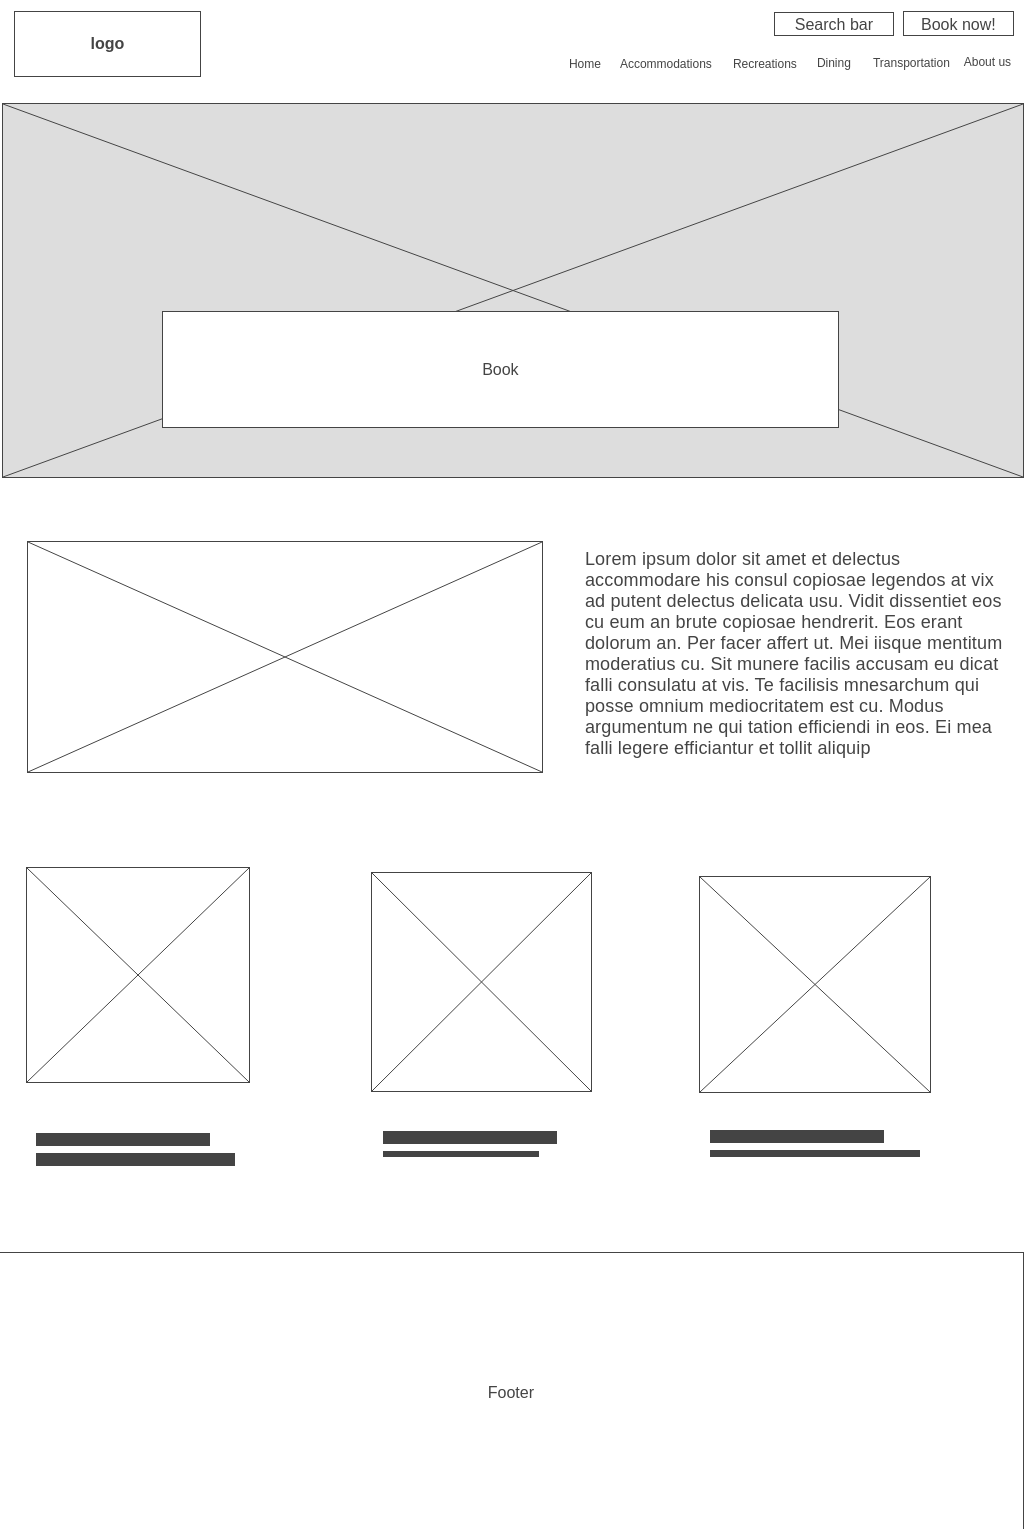 logo
Search bar
Book now!
Home
Accommodations
Recreations
Dining
Transportation
About us
Book
Lorem ipsum dolor sit amet et delectus
accommodare his consul copiosae legendos at vix
ad putent delectus delicata usu. Vidit dissentiet eos
cu eum an brute copiosae hendrerit. Eos erant
dolorum an. Per facer affert ut. Mei iisque mentitum
moderatius cu. Sit munere facilis accusam eu dicat
falli consulatu at vis. Te facilisis mnesarchum qui
posse omnium mediocritatem est cu. Modus
argumentum ne qui tation efficiendi in eos. Ei mea
falli legere efficiantur et tollit aliquip
Footer